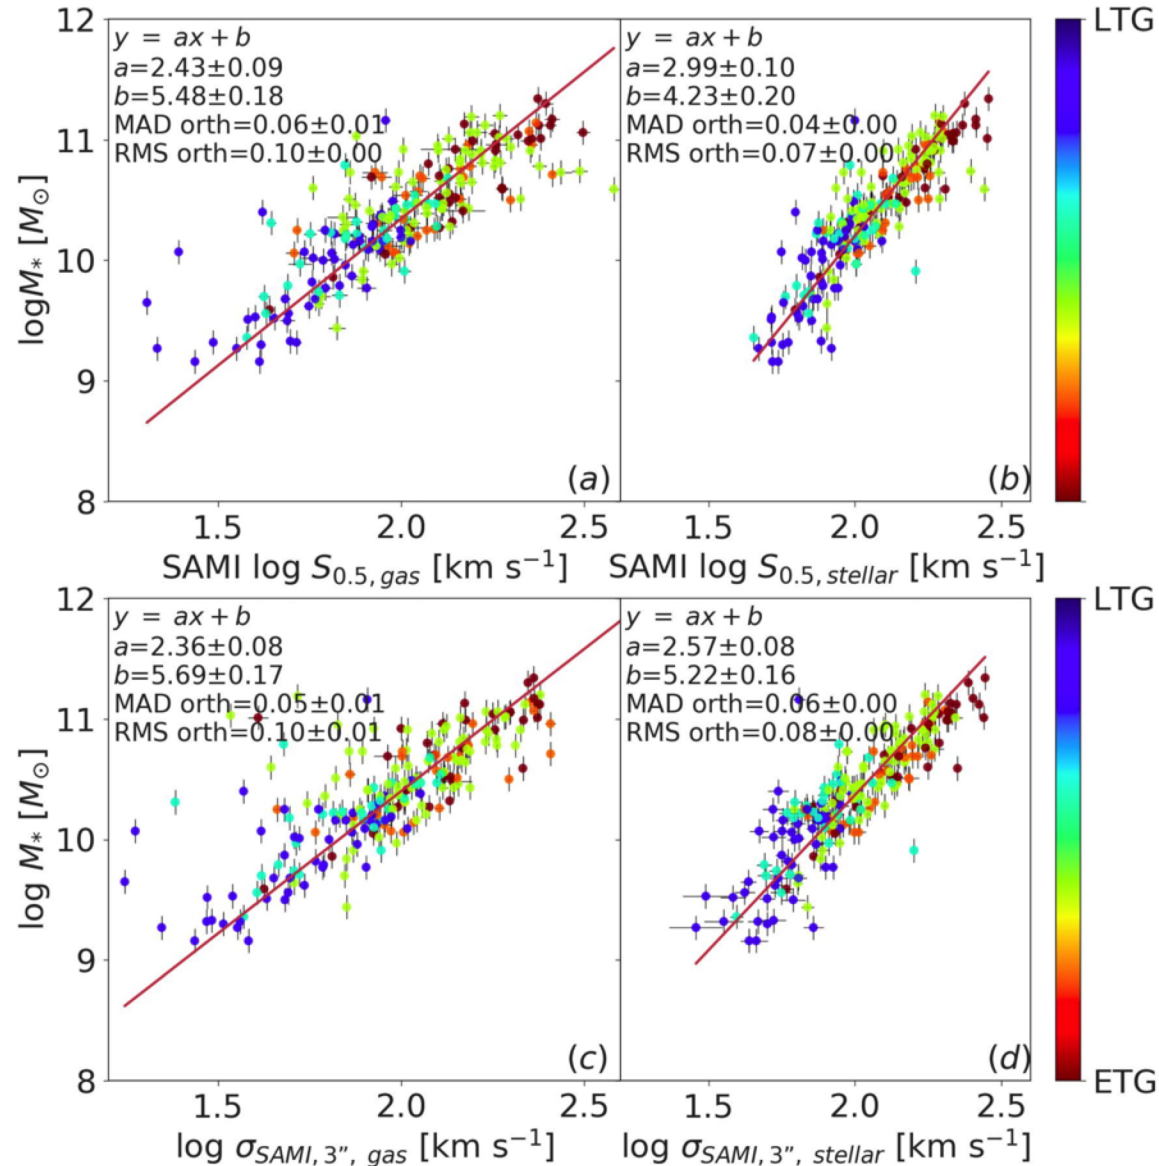 12
y = ax + b
a=2.43±0.09
b=5.48±0.18
MAD orth=0.06±0.01
RMS orth=0.10±0.00
11
10
9
8
logM* [M⊙]
(a)
1.5 2.0 2.5
SAMI log S0.5, gas [km s−1]
y = ax + b
a=2.99±0.10
b=4.23±0.20
MAD orth=0.04±0.00
RMS orth=0.07±0.00
(b)
1.5 2.0 2.5
SAMI log S0.5, stellar [km s−1]
LTG
12
y = ax + b
a=2.36±0.08
b=5.69±0.17
MAD orth=0.05±0.01
RMS orth=0.10±0.01
11
10
9
8
log M* [M⊙]
(c)
1.5 2.0 2.5
log σSAMI, 3”, gas [km s−1]
y = ax + b
a=2.57±0.08
b=5.22±0.16
MAD orth=0.06±0.00
RMS orth=0.08±0.00
(d)
1.5 2.0 2.5
log σSAMI, 3”, stellar [km s−1]
LTG
ETG